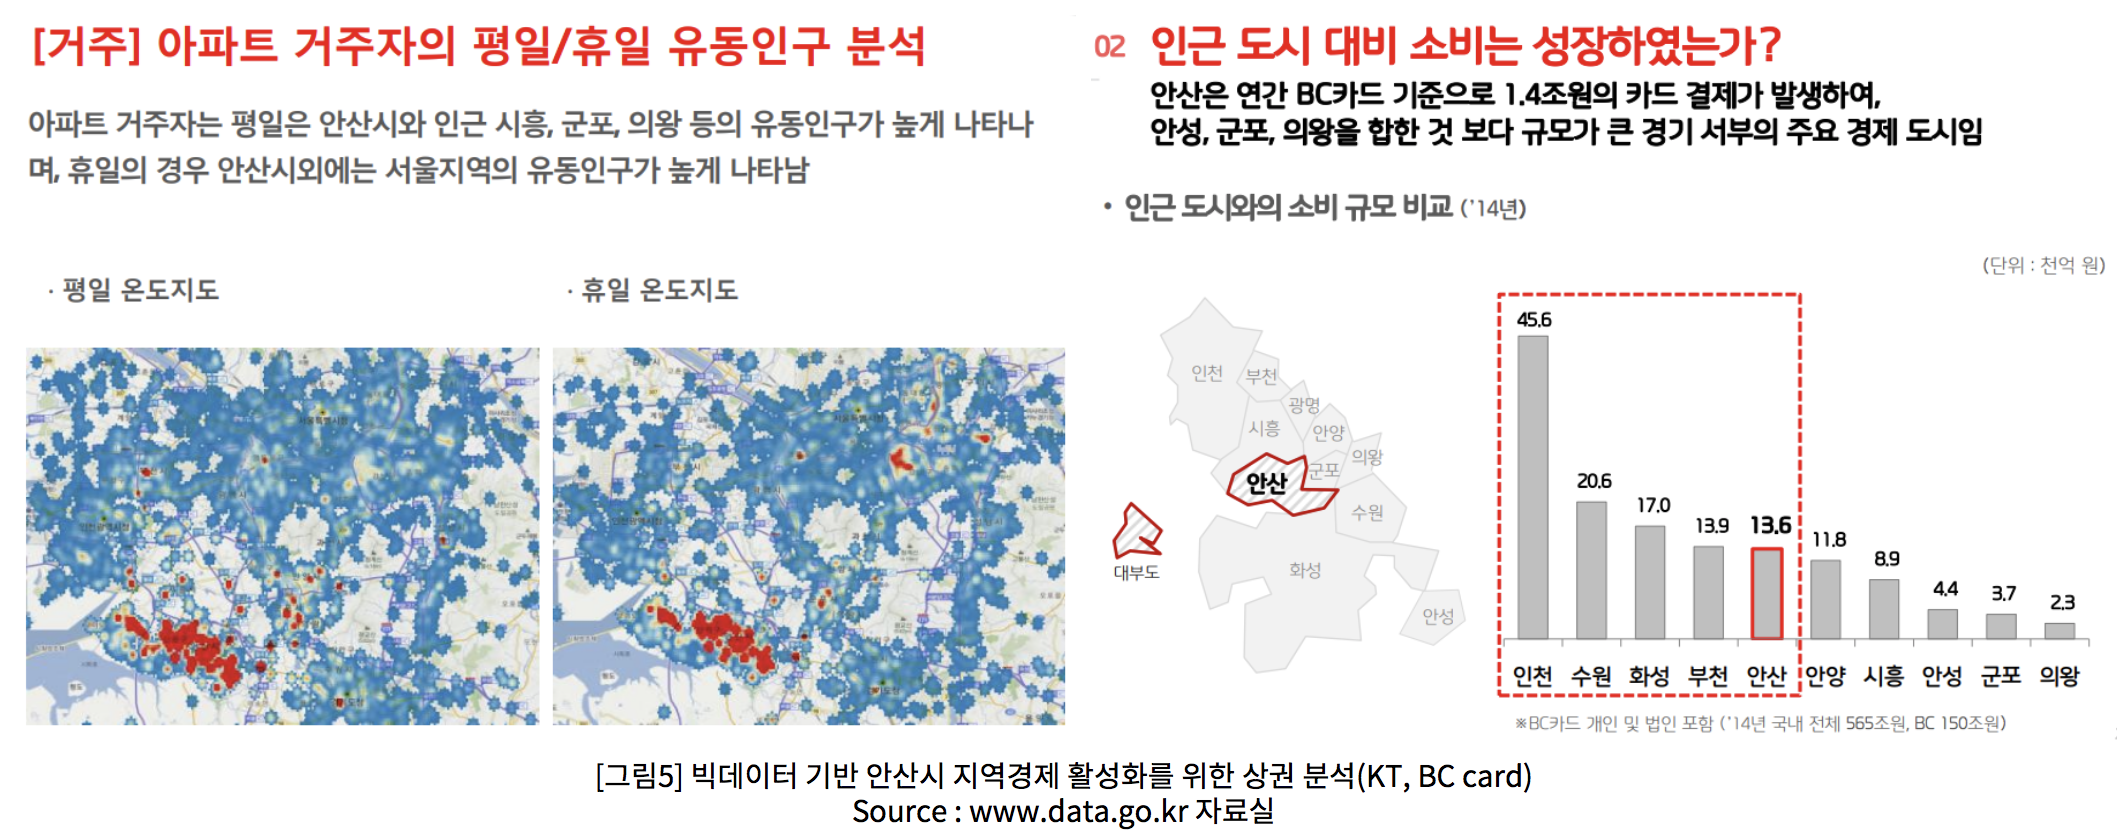 [거주] 아파트 거주자의 평일/휴일 유동인구 분석
아파트 거주자는 평일은 안산시와 인근 시흥, 군포, 의왕 등의 유동인구가 높게 나타나
며, 휴일의 경우 안산시외에는 서울지역의 유동인구가 높게 나타남
· 평일 온도지도
· 휴일 온도지도
02 인근 도시 대비 소비는 성장하였는가?
안산은 연간 BC카드 기준으로 1.4조원의 카드 결제가 발생하여,
안성, 군포, 의왕을 합한 것 보다 규모가 큰 경기 서부의 주요 경제 도시임
• 인근 도시와의 소비 규모 비교 ('14년)
(단위 : 천억 원)
인천
부천
광명
시흥
안양
의왕
군포
안산
수원
대부도
화성
안성
45.6
20.6
17.0
13.9
13.6
11.8
8.9
4.4
3.7
2.3
인천 수원 화성 부천 안산 안양 시흥 안성 군포 의왕
※BC카드 개인 및 법인 포함 ('14년 국내 전체 565조원, BC 150조원)
[그림5] 빅데이터 기반 안산시 지역경제 활성화를 위한 상권 분석(KT, BC card)
Source : www.data.go.kr 자료실